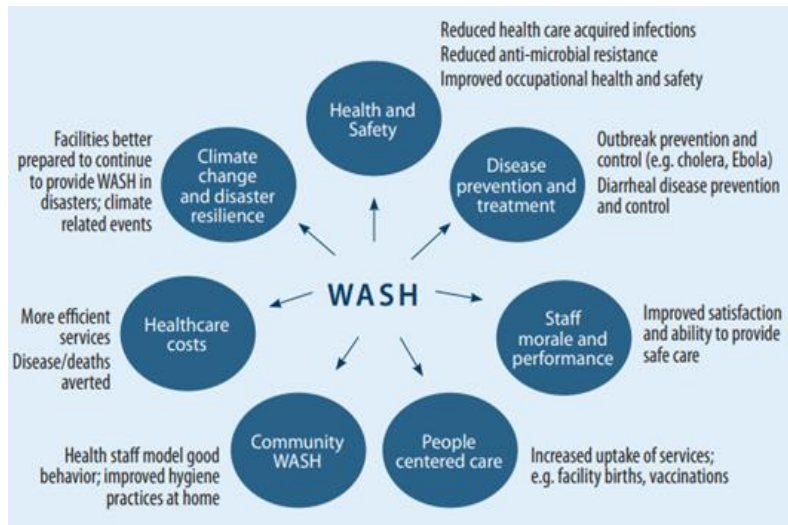 Reduced health care acquired infections
Reduced anti-microbial resistance
Improved occupational health and safety
Health and
Safety
Facilities better
prepared to continue
to provide WASH in
disasters; climate
related events
Climate
change
and disaster
resilience
Disease
prevention and
treatment
Outbreak prevention and
control (e.g. cholera, Ebola)
Diarrheal disease prevention
and control
WASH
More efficient
services
Disease/deaths
averted
Healthcare
costs
Staff
morale and
performance
Improved satisfaction
and ability to provide
safe care
Health staff model good
behavior; improved hygiene
practices at home
Community
WASH
People
centered care
Increased uptake of services;
e.g. facility births, vaccinations